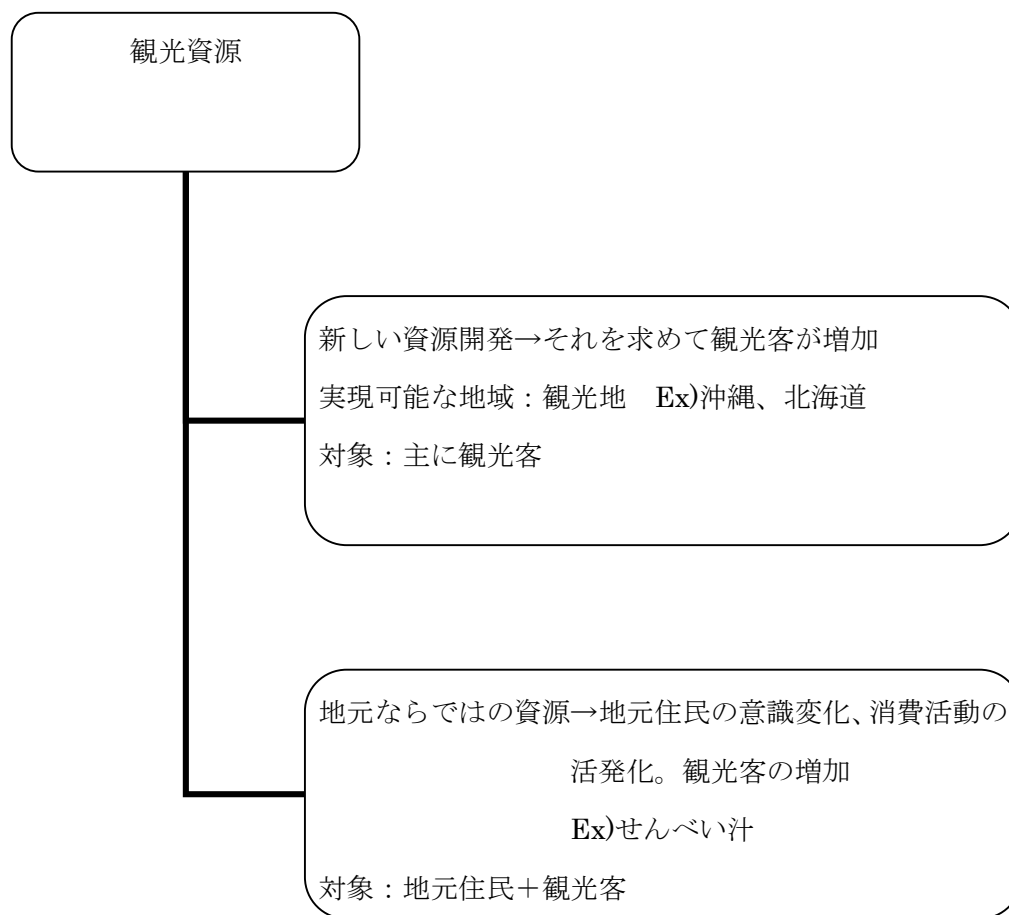 観光資源
新しい資源開発→それを求めて観光客が増加
実現可能な地域：観光地　Ex)沖縄、北海道
対象：主に観光客
地元ならではの資源→地元住民の意識変化、消費活動の
活発化。観光客の増加
Ex)せんべい汁
対象：地元住民＋観光客